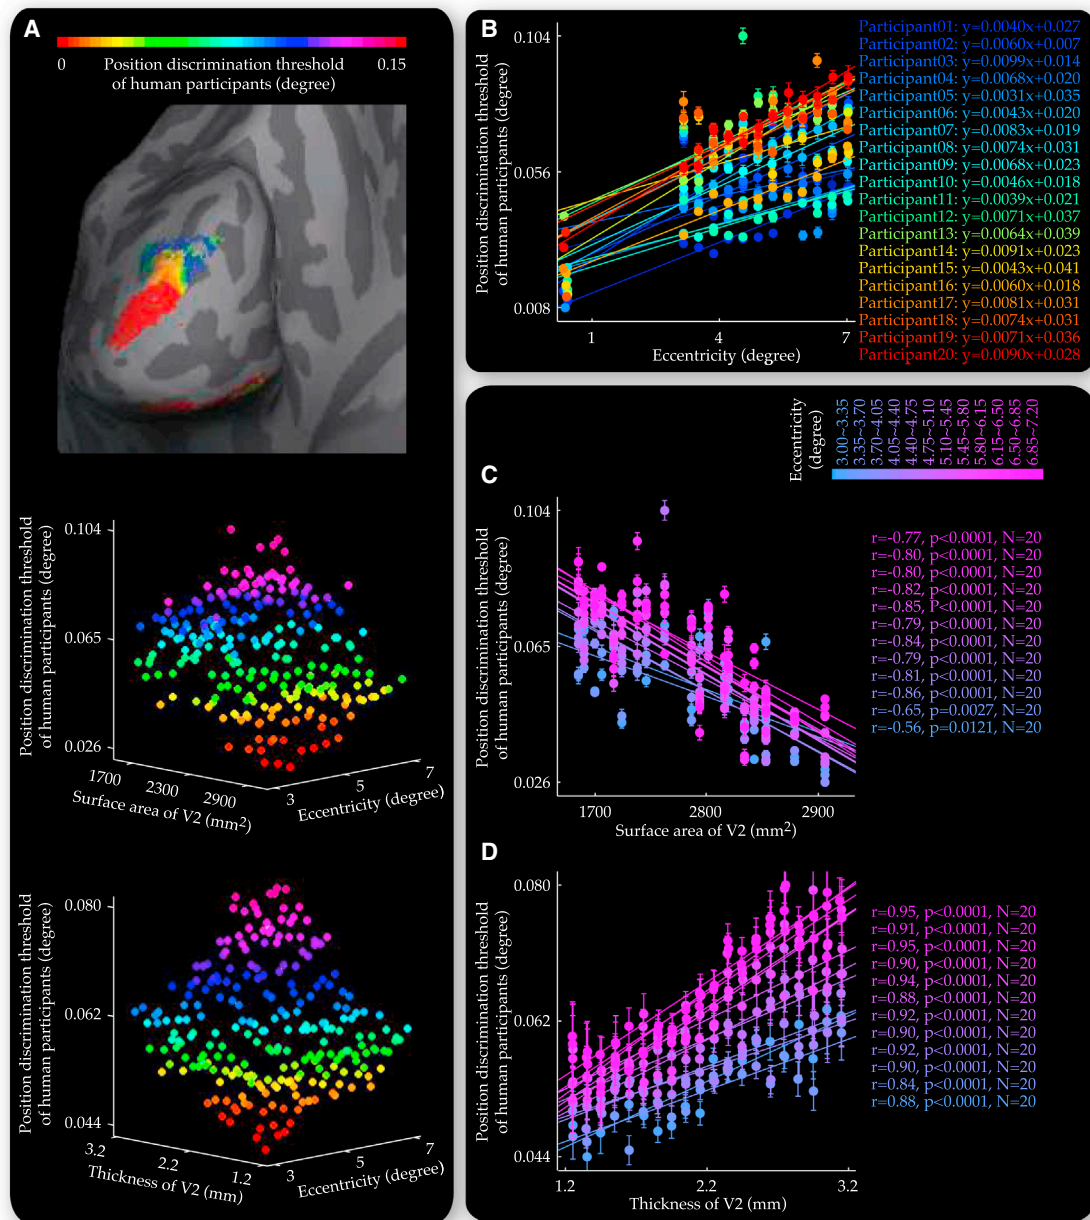 A
0
0.15
Position discrimination threshold
of human participants (degree)
Position discrimination threshold
of human participants (degree)
0.104
0.065
0.026
1700
2300
2900
Surface area of V2 (mm2)
3
5
7
Eccentricity (degree)
Position discrimination threshold
of human participants (degree)
0.080
0.062
0.044
3.2
2.2
1.2
Thickness of V2 (mm)
3
5
7
Eccentricity (degree)
B
Position discrimination threshold
of human participants (degree)
0.104
0.056
0.008
1
4
7
Eccentricity (degree)
Participant01: y=0.0040x+0.027
Participant02: y=0.0060x+0.007
Participant03: y=0.0099x+0.014
Participant04: y=0.0068x+0.020
Participant05: y=0.0031x+0.035
Participant06: y=0.0043x+0.020
Participant07: y=0.0083x+0.019
Participant08: y=0.0074x+0.031
Participant09: y=0.0068x+0.023
Participant10: y=0.0046x+0.018
Participant11: y=0.0039x+0.021
Participant12: y=0.0071x+0.037
Participant13: y=0.0064x+0.039
Participant14: y=0.0091x+0.023
Participant15: y=0.0043x+0.041
Participant16: y=0.0060x+0.018
Participant17: y=0.0081x+0.031
Participant18: y=0.0074x+0.031
Participant19: y=0.0071x+0.036
Participant20: y=0.0090x+0.028
Eccentricity
(degree)
3.00~3.35
3.35~3.70
3.70~4.05
4.05~4.40
4.40~4.75
4.75~5.10
5.10~5.45
5.45~5.80
5.80~6.15
6.15~6.50
6.50~6.85
6.85~7.20
C
Position discrimination threshold
of human participants (degree)
0.104
0.065
0.026
1700
2800
2900
Surface area of V2 (mm2)
r=-0.77, p<0.0001, N=20
r=-0.80, p<0.0001, N=20
r=-0.80, p<0.0001, N=20
r=-0.82, p<0.0001, N=20
r=-0.85, p<0.0001, N=20
r=-0.79, p<0.0001, N=20
r=-0.84, p<0.0001, N=20
r=-0.79, p<0.0001, N=20
r=-0.81, p<0.0001, N=20
r=-0.86, p<0.0001, N=20
r=-0.65, p=0.0027, N=20
r=-0.56, p=0.0121, N=20
D
Position discrimination threshold
of human participants (degree)
0.080
0.062
0.044
1.2
2.2
3.2
Thickness of V2 (mm)
r=0.95, p<0.0001, N=20
r=0.91, p<0.0001, N=20
r=0.95, p<0.0001, N=20
r=0.90, p<0.0001, N=20
r=0.94, p<0.0001, N=20
r=0.88, p<0.0001, N=20
r=0.92, p<0.0001, N=20
r=0.90, p<0.0001, N=20
r=0.92, p<0.0001, N=20
r=0.90, p<0.0001, N=20
r=0.84, p<0.0001, N=20
r=0.88, p<0.0001, N=20